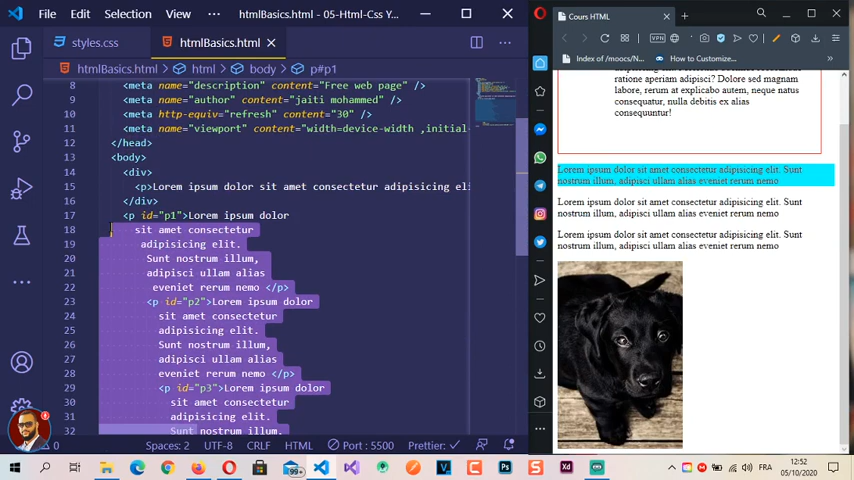 File Edit Selection View ··· htmlBasics.html - 05-Html-Css Y...
styles.css htmlBasics.html
htmlBasics.html > html > body > p#p1
8 <meta name="description" content="Free web page" />
9 <meta name="author" content="jaiti mohammed" />
10 <meta http-equiv="refresh" content="30" />
11 <meta name="viewport" content="width=device-width ,initial-
12 </head>
13 <body>
14 <div>
15 <p>Lorem ipsum dolor sit amet consectetur adipisicing eli
16 </div>
17 <p id="p1">Lorem ipsum dolor
18 sit amet consectetur
19 adipisicing elit.
20 Sunt nostrum illum,
21 adipisci ullam alias
22 eveniet rerum nemo </p>
23 <p id="p2">Lorem ipsum dolor
24 sit amet consectetur
25 adipisicing elit.
26 Sunt nostrum illum,
27 adipisci ullam alias
28 eveniet rerum nemo </p>
29 <p id="p3">Lorem ipsum dolor
30 sit amet consectetur
31 adipisicing elit.
32 Sunt nostrum illum,
0 Spaces: 2 UTF-8 CRLF HTML Port : 5500 Prettier: ✓
Cours HTML
VPN
Index of /moocs/N... How to Customize...
ratione aperiam adipisci? Dolore sed magnam
laborer, rerum at explicabo autem, neque natus
consequatur, nulla debitis ex alias
consequuntur!
Lorem ipsum dolor sit amet consectetur adipisicing elit. Sunt
nostrum illum, adipisci ullam alias eveniet rerum nemo
Lorem ipsum dolor sit amet consectetur adipisicing elit. Sunt
nostrum illum, adipisci ullam alias eveniet rerum nemo
Lorem ipsum dolor sit amet consectetur adipisicing elit. Sunt
nostrum illum, adipisci ullam alias eveniet rerum nemo
99+ FRA 12:52
05/10/2020